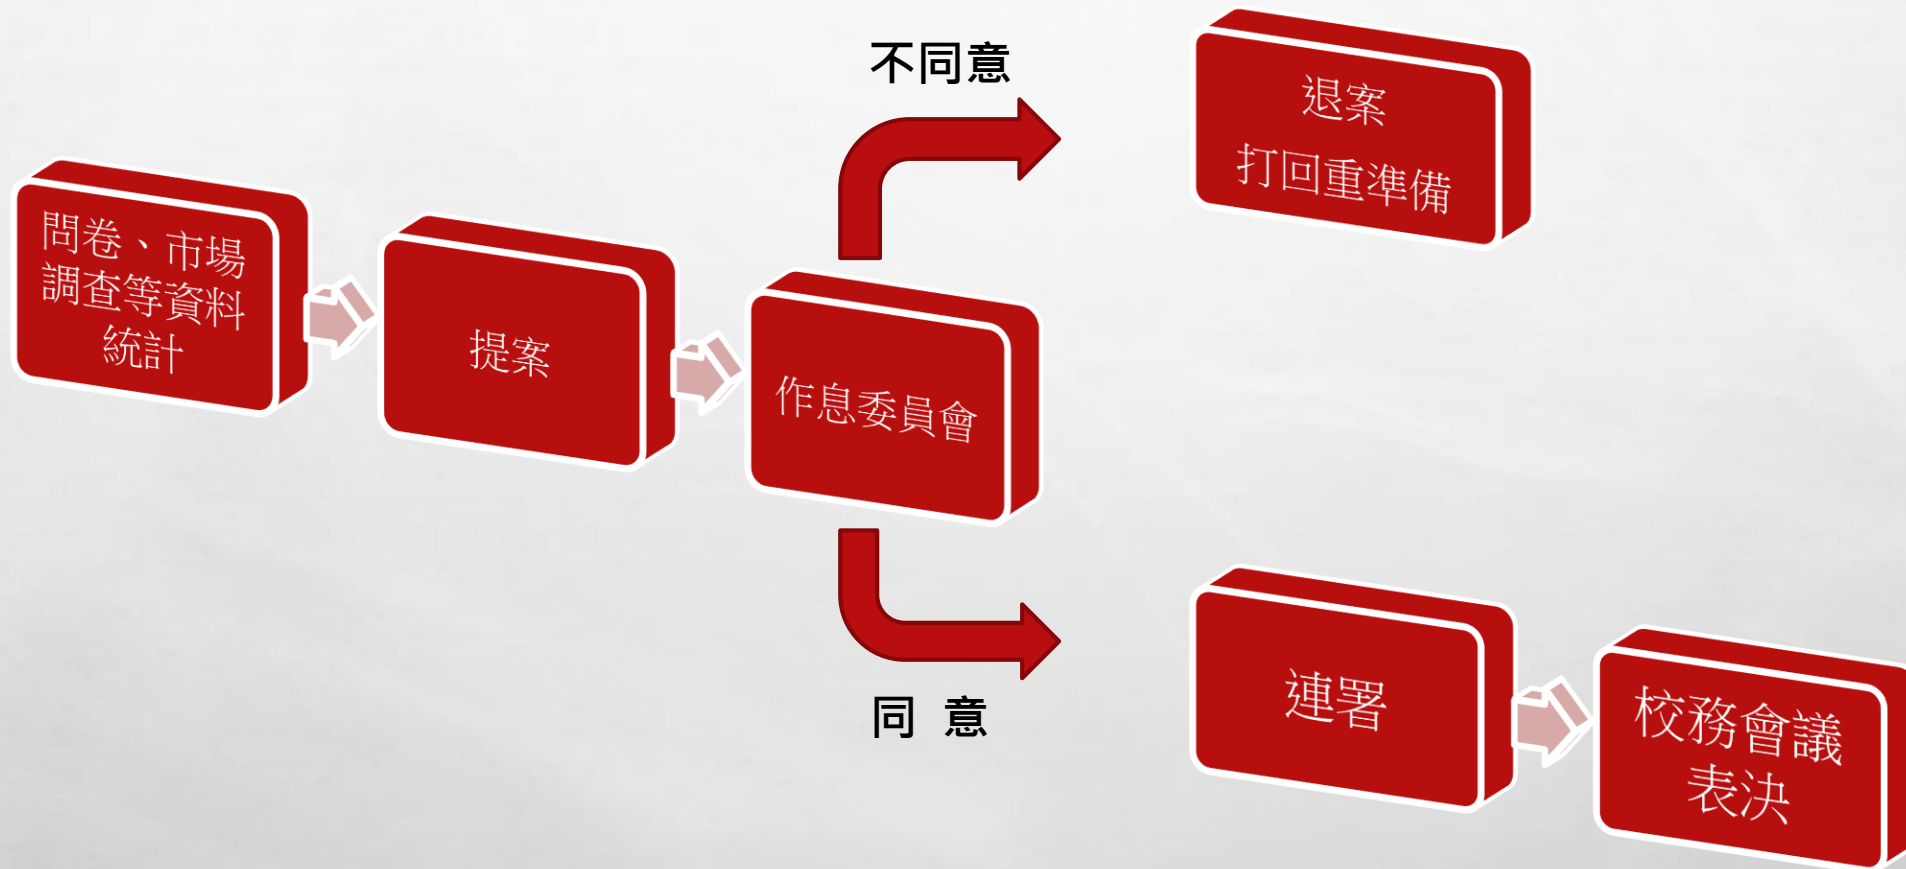 問卷、市場
調查等資料
統計
提案
作息委員會
不同意
退案
打回重準備
同 意
連署
校務會議
表決